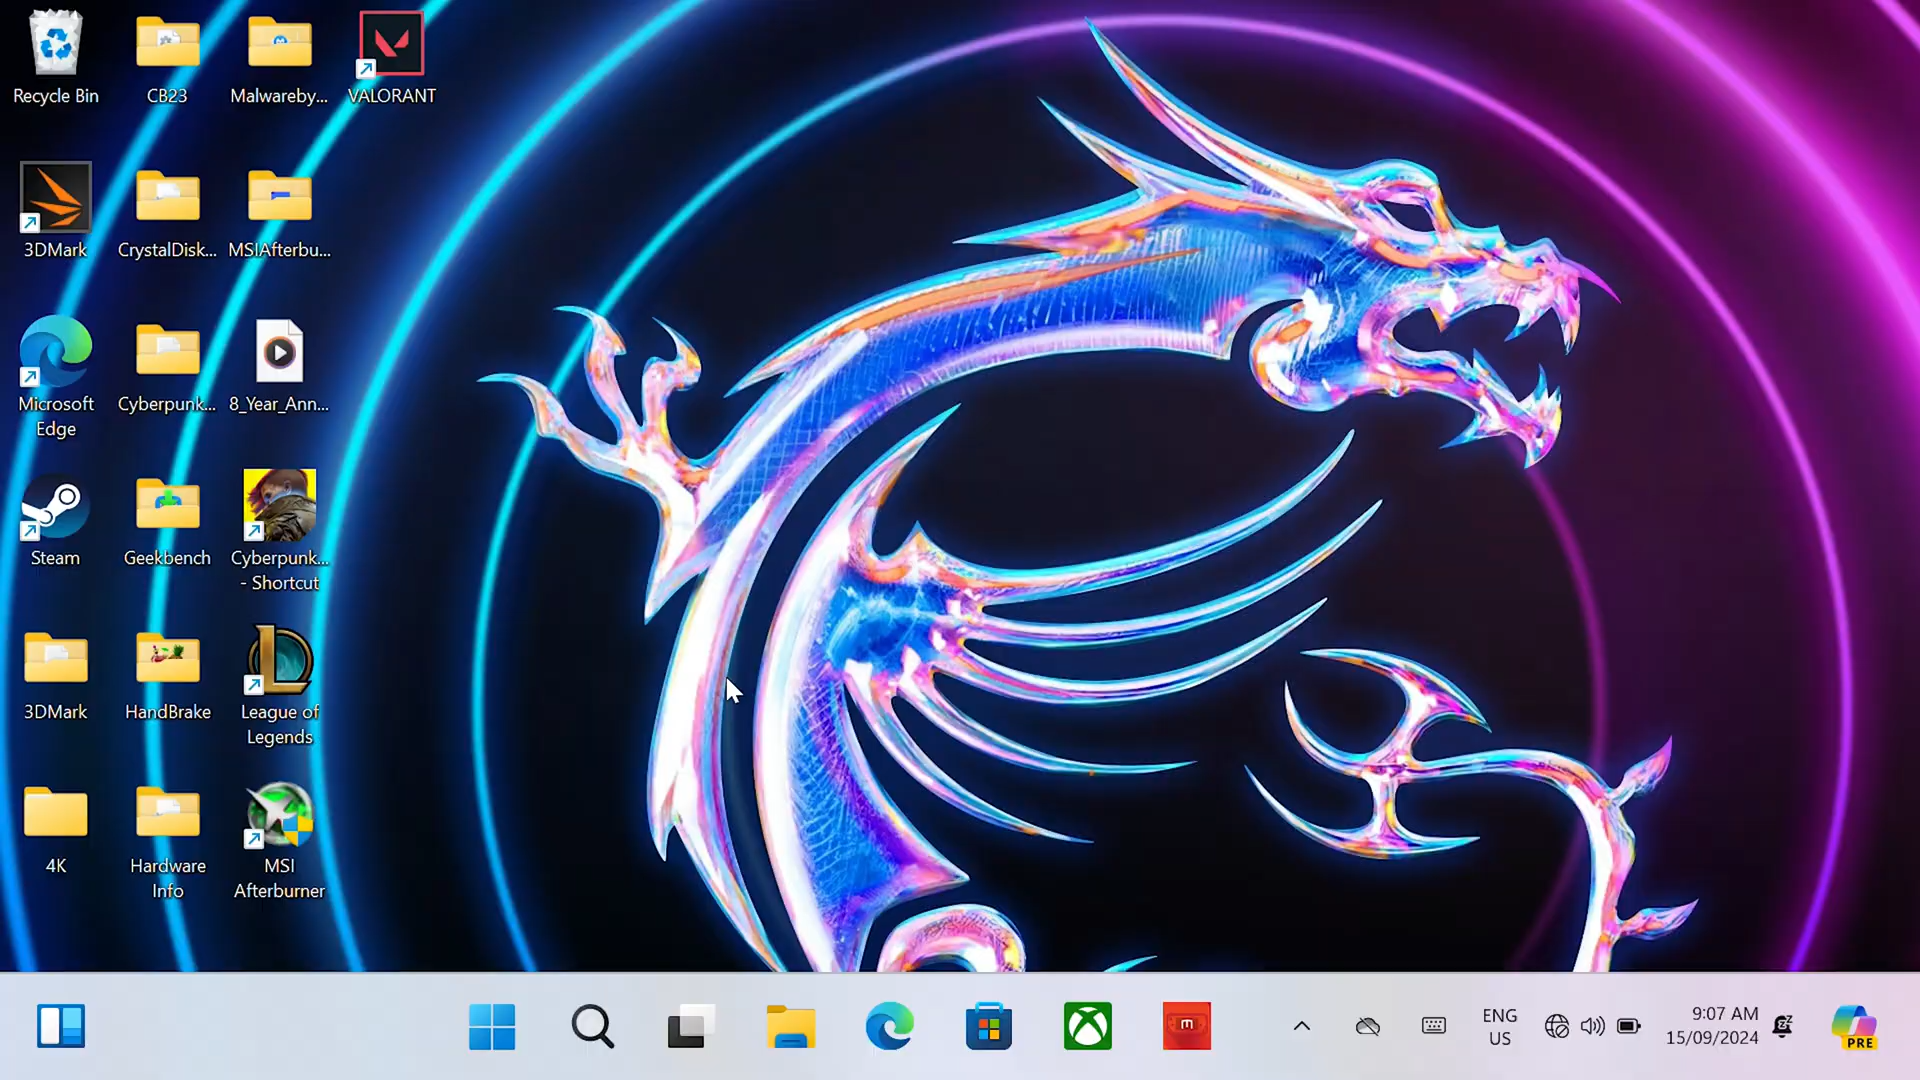 Recycle Bin
CB23
Malwareby...
VALORANT
3DMark
CrystalDisk...
MSIAfterbu...
Microsoft
Edge
Cyberpunk...
8_Year_Ann...
Steam
Geekbench
Cyberpunk...
- Shortcut
3DMark
HandBrake
League of
Legends
4K
Hardware
Info
MSI
Afterburner
ENG
US
9:07 AM
15/09/2024
PRE